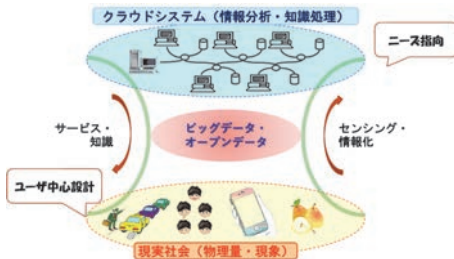 クラウドシステム(情報分析・知識処理)
ニーズ指向
サービス・
知識
ビッグデータ・
オープンデータ
センシング・
情報化
ユーザ中心設計
現実社会(物理量・現象)